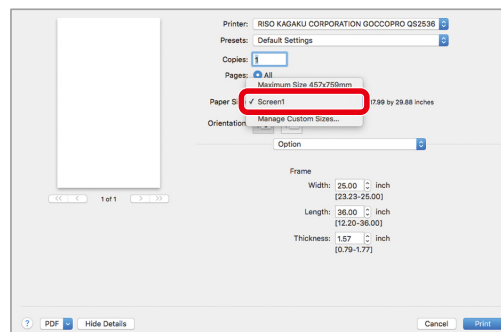 Printer: RISO KAGAKU CORPORATION GOCCOPRO QS2536
Presets: Default Settings
Copies: 1
Pages: All
Maximum Size 457x759mm
Paper Si ✓ Screen1 17.99 by 29.88 inches
Manage Custom Sizes...
Orientation
Option
Frame
Width: 25.00 inch
[23.23-25.00]
Length: 36.00 inch
[12.20-36.00]
Thickness: 1.57 inch
[0.79-1.77]
1 of 1
? PDF Hide Details Cancel Print